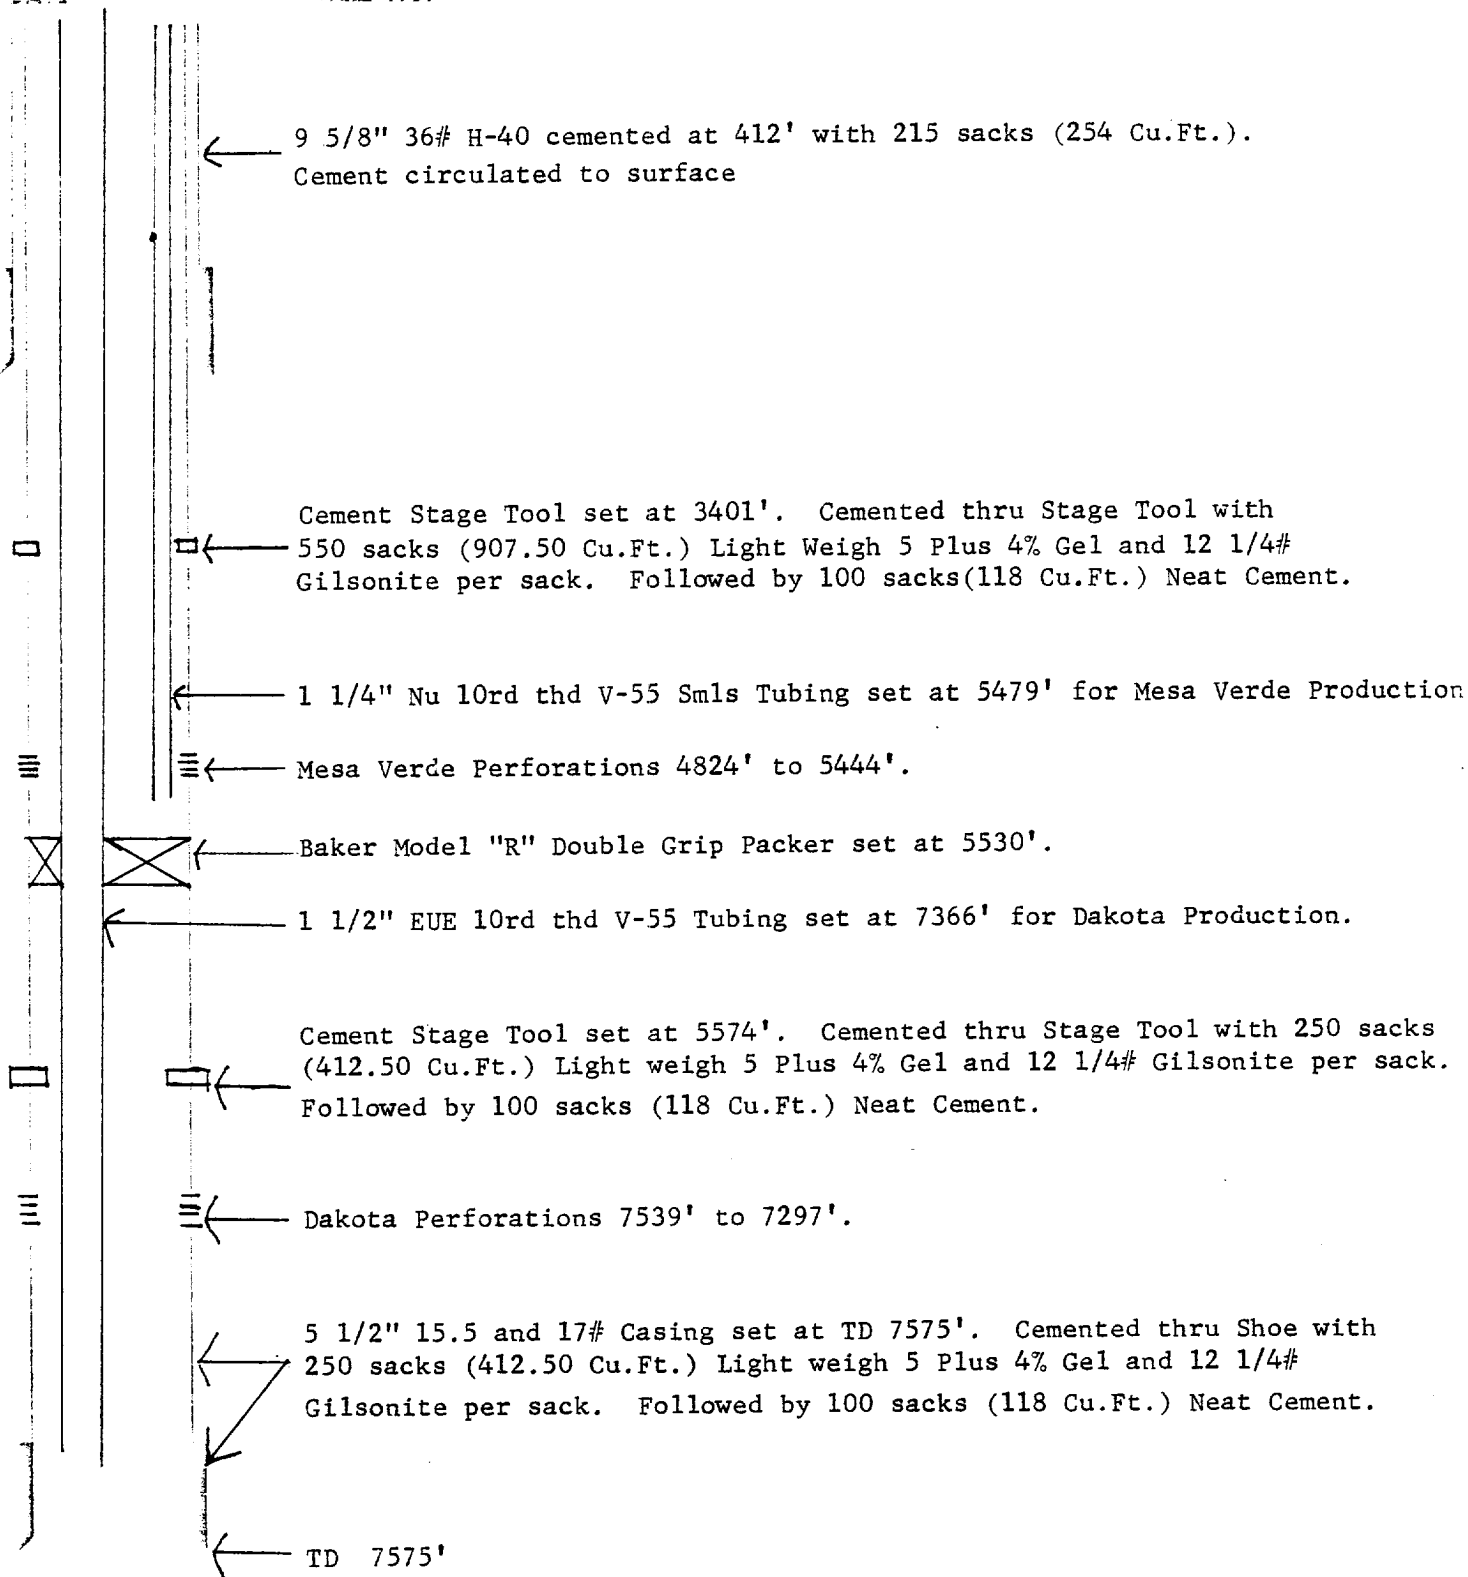 9 5/8" 36# H-40 cemented at 412' with 215 sacks (254 Cu.Ft.).
Cement circulated to surface
Cement Stage Tool set at 3401'. Cemented thru Stage Tool with
550 sacks (907.50 Cu.Ft.) Light Weigh 5 Plus 4% Gel and 12 1/4#
Gilsonite per sack. Followed by 100 sacks(118 Cu.Ft.) Neat Cement.
1 1/4" Nu 10rd thd V-55 Smls Tubing set at 5479' for Mesa Verde Production
Mesa Verde Perforations 4824' to 5444'.
Baker Model "R" Double Grip Packer set at 5530'.
1 1/2" EUE 10rd thd V-55 Tubing set at 7366' for Dakota Production.
Cement Stage Tool set at 5574'. Cemented thru Stage Tool with 250 sacks
(412.50 Cu.Ft.) Light weigh 5 Plus 4% Gel and 12 1/4# Gilsonite per sack.
Followed by 100 sacks (118 Cu.Ft.) Neat Cement.
Dakota Perforations 7539' to 7297'.
5 1/2" 15.5 and 17# Casing set at TD 7575'. Cemented thru Shoe with
250 sacks (412.50 Cu.Ft.) Light weigh 5 Plus 4% Gel and 12 1/4#
Gilsonite per sack. Followed by 100 sacks (118 Cu.Ft.) Neat Cement.
TD 7575'